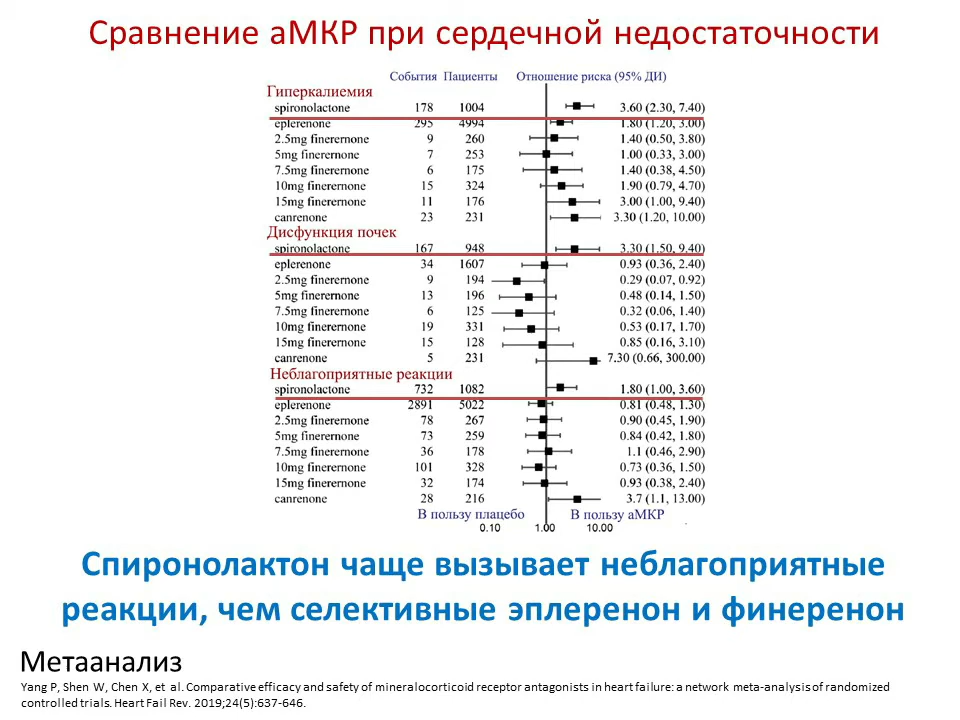 Сравнение аМКР при сердечной недостаточности
События Пациенты Отношение риска (95% ДИ)
Гиперкалиемия
spironolactone 178 1004 3.60 (2.30, 7.40)
eplerenone 295 4994 1.80 (1.20, 3.00)
2.5mg finerernone 9 260 1.40 (0.50, 3.80)
5mg finerernone 7 253 1.00 (0.33, 3.00)
7.5mg finerernone 6 175 1.40 (0.38, 4.50)
10mg finerernone 15 324 1.90 (0.79, 4.70)
15mg finerernone 11 176 3.00 (1.00, 9.40)
canrenone 23 231 3.30 (1.20, 10.00)
Дисфункция почек
spironolactone 167 948 3.30 (1.50, 9.40)
eplerenone 34 1607 0.93 (0.36, 2.40)
2.5mg finerernone 9 194 0.29 (0.07, 0.92)
5mg finerernone 13 196 0.48 (0.14, 1.50)
7.5mg finerernone 6 125 0.32 (0.06, 1.40)
10mg finerernone 19 331 0.53 (0.17, 1.70)
15mg finerernone 15 128 0.85 (0.16, 3.10)
canrenone 5 231 7.30 (0.66, 300.00)
Неблагоприятные реакции
spironolactone 732 1082 1.80 (1.00, 3.60)
eplerenone 2891 5022 0.81 (0.48, 1.30)
2.5mg finerernone 78 267 0.90 (0.45, 1.90)
5mg finerernone 73 259 0.84 (0.42, 1.80)
7.5mg finerernone 36 178 1.1 (0.46, 2.90)
10mg finerernone 101 328 0.73 (0.36, 1.50)
15mg finerernone 32 174 0.93 (0.38, 2.40)
canrenone 28 216 3.7 (1.1, 13.00)
В пользу плацебо В пользу аМКР
0.10 1.00 10.00
Спиронолактон чаще вызывает неблагоприятные
реакции, чем селективные эплеренон и финеренон
Метаанализ
Yang P, Shen W, Chen X, et al. Comparative efficacy and safety of mineralocorticoid receptor antagonists in heart failure: a network meta-analysis of randomized
controlled trials. Heart Fail Rev. 2019;24(5):637-646.